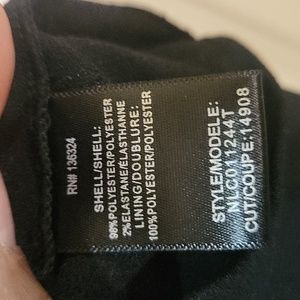 RN# 136324
SHELL/SHELL:
98%POLYESTER/POLYESTER
2%ELASTANE/ELASTHANNE
LINING/DOUBLURE:
100%POLYESTER/POLYESTER
STYLE/MODELE:
NLC011244T
CUT/COUPE:14908